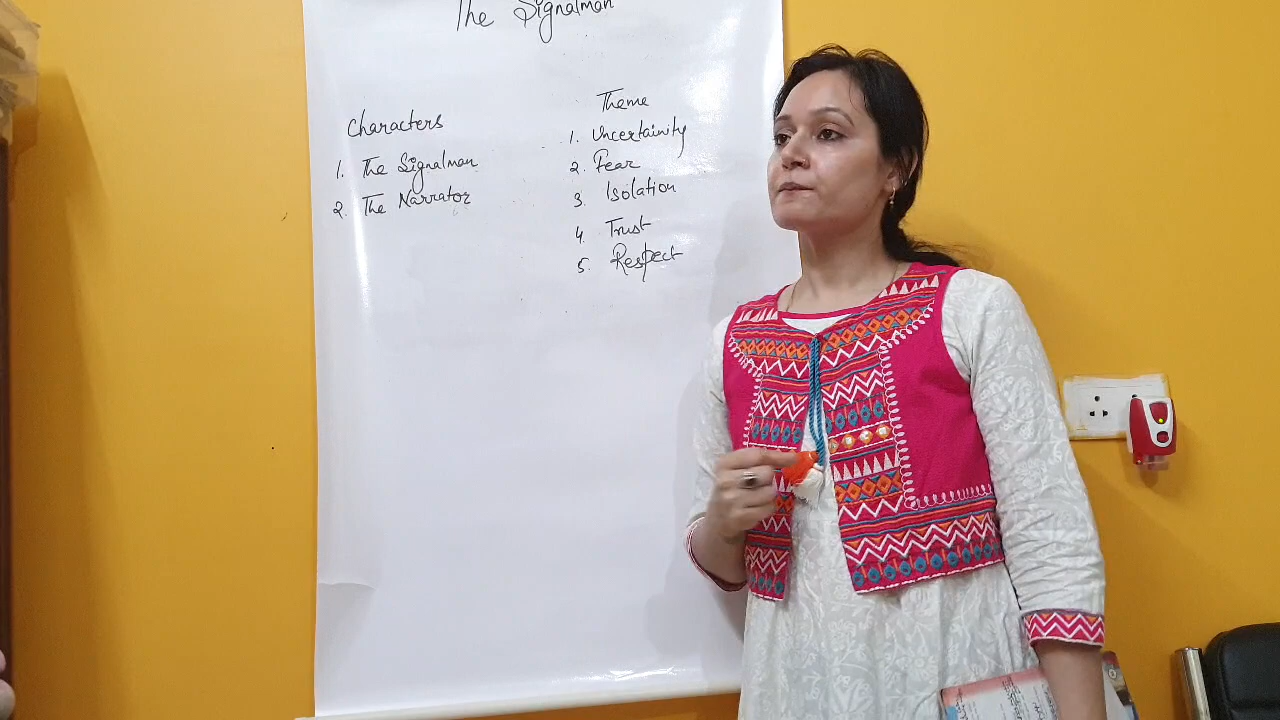 The Signalman
Characters
1. The Signalman
2. The Narrator
Theme
1. Uncertainity
2. Fear
3. Isolation
4. Trust
5. Respect